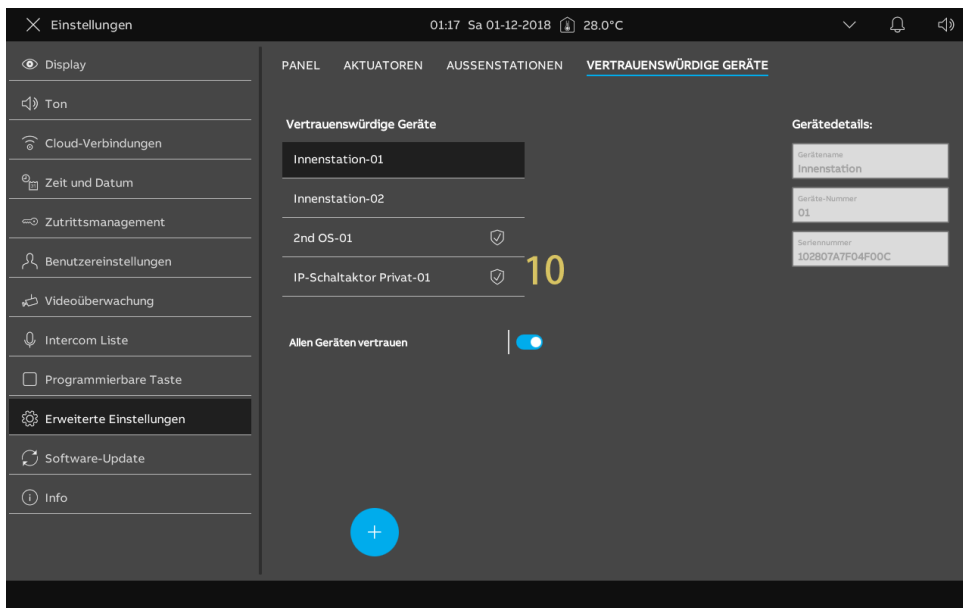 Einstellungen
01:17 Sa 01-12-2018 28.0°C
Display
Ton
Cloud-Verbindungen
Zeit und Datum
Zutrittsmanagement
Benutzereinstellungen
Videoüberwachung
Intercom Liste
Programmierbare Taste
Erweiterte Einstellungen
Software-Update
Info
PANEL AKTUATOREN AUSSENSTATIONEN VERTRAUENSWÜRDIGE GERÄTE
Vertrauenswürdige Geräte
Innenstation-01
Innenstation-02
2nd OS-01
IP-Schaltaktor Privat-01
10
Allen Geräten vertrauen
Gerätedetails:
Gerätename
Innenstation
Geräte-Nummer
01
Seriennummer
102807A7F04F00C